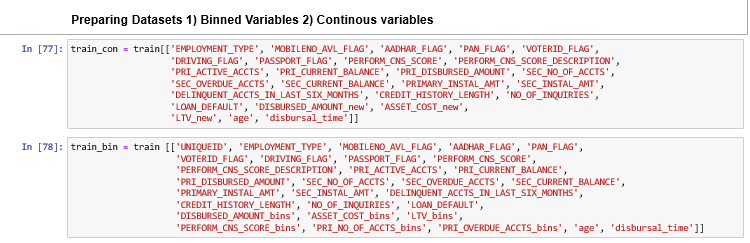 Preparing Datasets 1) Binned Variables 2) Continous variables
In [77]: train_con = train[['EMPLOYMENT_TYPE', 'MOBILENO_AVL_FLAG', 'AADHAR_FLAG', 'PAN_FLAG', 'VOTERID_FLAG',
'DRIVING_FLAG', 'PASSPORT_FLAG', 'PERFORM_CNS_SCORE', 'PERFORM_CNS_SCORE_DESCRIPTION',
'PRI_ACTIVE_ACCTS', 'PRI_CURRENT_BALANCE', 'PRI_DISBURSED_AMOUNT', 'SEC_NO_OF_ACCTS',
'SEC_OVERDUE_ACCTS', 'SEC_CURRENT_BALANCE', 'PRIMARY_INSTAL_AMT', 'SEC_INSTAL_AMT',
'DELINQUENT_ACCTS_IN_LAST_SIX_MONTHS', 'CREDIT_HISTORY_LENGTH', 'NO_OF_INQUIRIES',
'LOAN_DEFAULT', 'DISBURSED_AMOUNT_new', 'ASSET_COST_new',
'LTV_new', 'age', 'disbursal_time']]
In [78]: train_bin = train [['UNIQUEID', 'EMPLOYMENT_TYPE', 'MOBILENO_AVL_FLAG', 'AADHAR_FLAG', 'PAN_FLAG',
'VOTERID_FLAG', 'DRIVING_FLAG', 'PASSPORT_FLAG', 'PERFORM_CNS_SCORE',
'PERFORM_CNS_SCORE_DESCRIPTION', 'PRI_ACTIVE_ACCTS', 'PRI_CURRENT_BALANCE',
'PRI_DISBURSED_AMOUNT', 'SEC_NO_OF_ACCTS', 'SEC_OVERDUE_ACCTS', 'SEC_CURRENT_BALANCE',
'PRIMARY_INSTAL_AMT', 'SEC_INSTAL_AMT', 'DELINQUENT_ACCTS_IN_LAST_SIX_MONTHS',
'CREDIT_HISTORY_LENGTH', 'NO_OF_INQUIRIES', 'LOAN_DEFAULT',
'DISBURSED_AMOUNT_bins', 'ASSET_COST_bins', 'LTV_bins',
'PERFORM_CNS_SCORE_bins', 'PRI_NO_OF_ACCTS_bins', 'PRI_OVERDUE_ACCTS_bins', 'age', 'disbursal_time']]